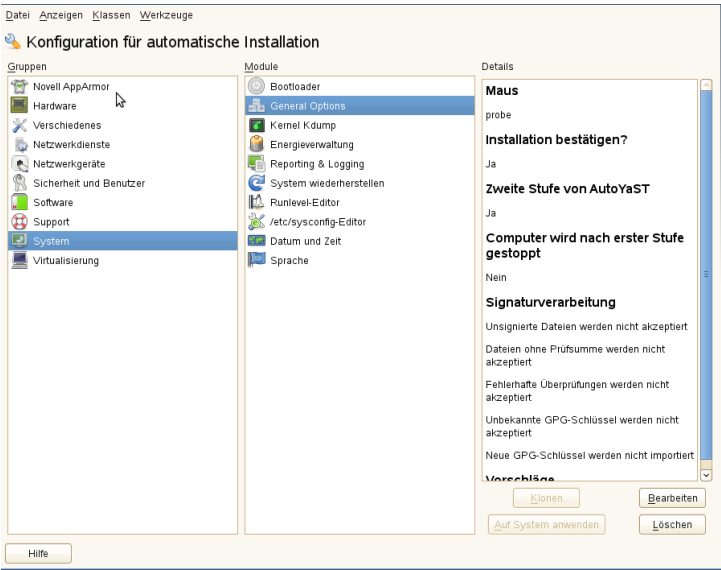 Datei Anzeigen Klassen Werkzeuge
Konfiguration für automatische Installation
Gruppen
Novell AppArmor
Hardware
Verschiedenes
Netzwerkdienste
Netzwerkgeräte
Sicherheit und Benutzer
Software
Support
System
Virtualisierung
Module
Bootloader
General Options
Kernel Kdump
Energieverwaltung
Reporting & Logging
System wiederherstellen
Runlevel-Editor
/etc/sysconfig-Editor
Datum und Zeit
Sprache
Details
Maus
probe
Installation bestätigen?
Ja
Zweite Stufe von AutoYaST
Ja
Computer wird nach erster Stufe
gestoppt
Nein
Signaturverarbeitung
Unsignierte Dateien werden nicht akzeptiert
Dateien ohne Prüfsumme werden nicht
akzeptiert
Fehlerhafte Überprüfungen werden nicht
akzeptiert
Unbekannte GPG-Schlüssel werden nicht
akzeptiert
Neue GPG-Schlüssel werden nicht importiert
Vorschläge
Klonen
Bearbeiten
Auf System anwenden
Löschen
Hilfe